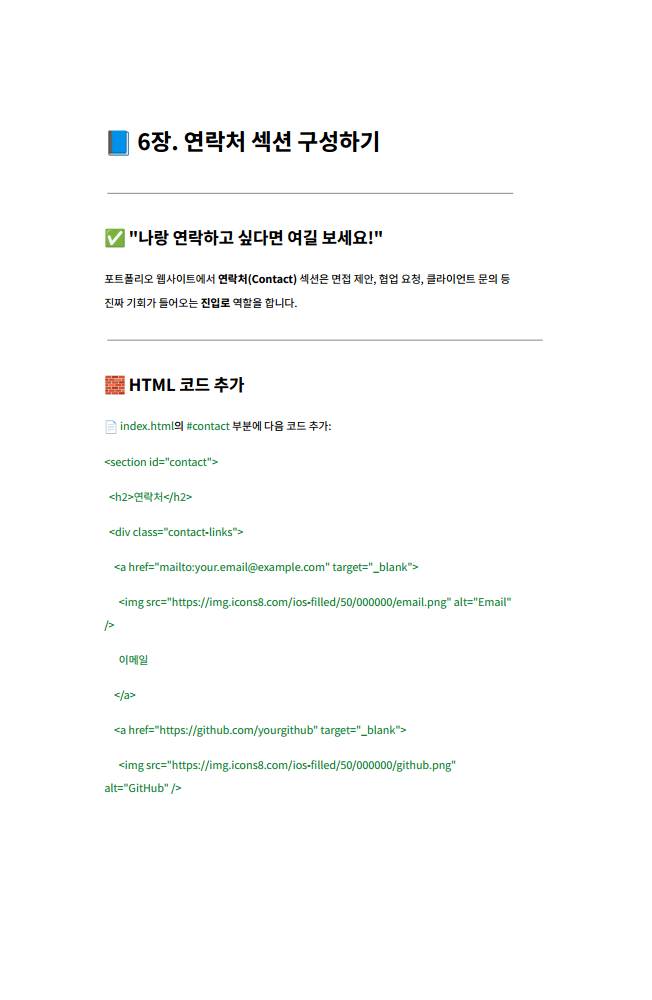 📘 6장. 연락처 섹션 구성하기
✅ "나랑 연락하고 싶다면 여길 보세요!"
포트폴리오 웹사이트에서 연락처(Contact) 섹션은 면접 제안, 협업 요청, 클라이언트 문의 등
진짜 기회가 들어오는 진입로 역할을 합니다.
🧱 HTML 코드 추가
📄 index.html의 #contact 부분에 다음 코드 추가:
<section id="contact">
<h2>연락처</h2>
<div class="contact-links">
<a href="mailto:your.email@example.com" target="_blank">
<img src="https://img.icons8.com/ios-filled/50/000000/email.png" alt="Email"
/>
이메일
</a>
<a href="https://github.com/yourgithub" target="_blank">
<img src="https://img.icons8.com/ios-filled/50/000000/github.png"
alt="GitHub" />